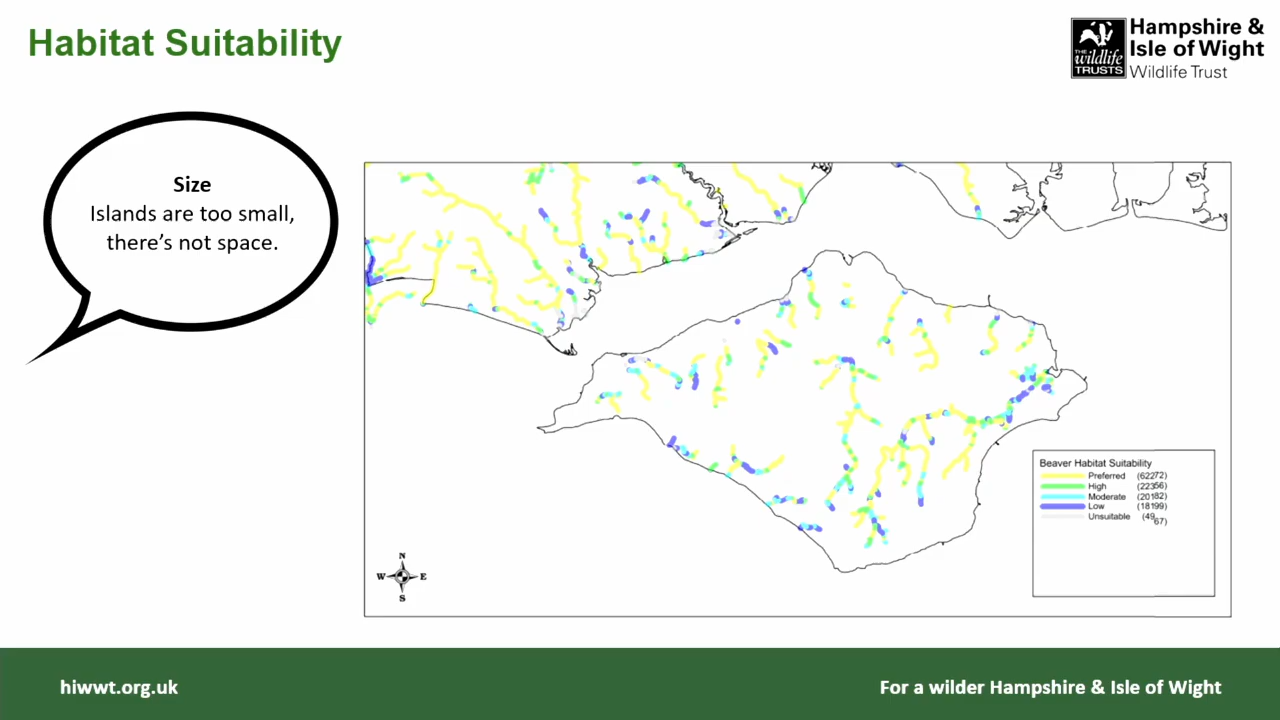 Habitat Suitability
THE
wildlife
TRUSTS
Hampshire &
Isle of Wight
Wildlife Trust
Size
Islands are too small,
there's not space.
Beaver Habitat Suitability
Preferred (62272)
High (22356)
Moderate (20182)
Low (18199)
Unsuitable (4967)
N
W E
S
hiwwt.org.uk
For a wilder Hampshire & Isle of Wight